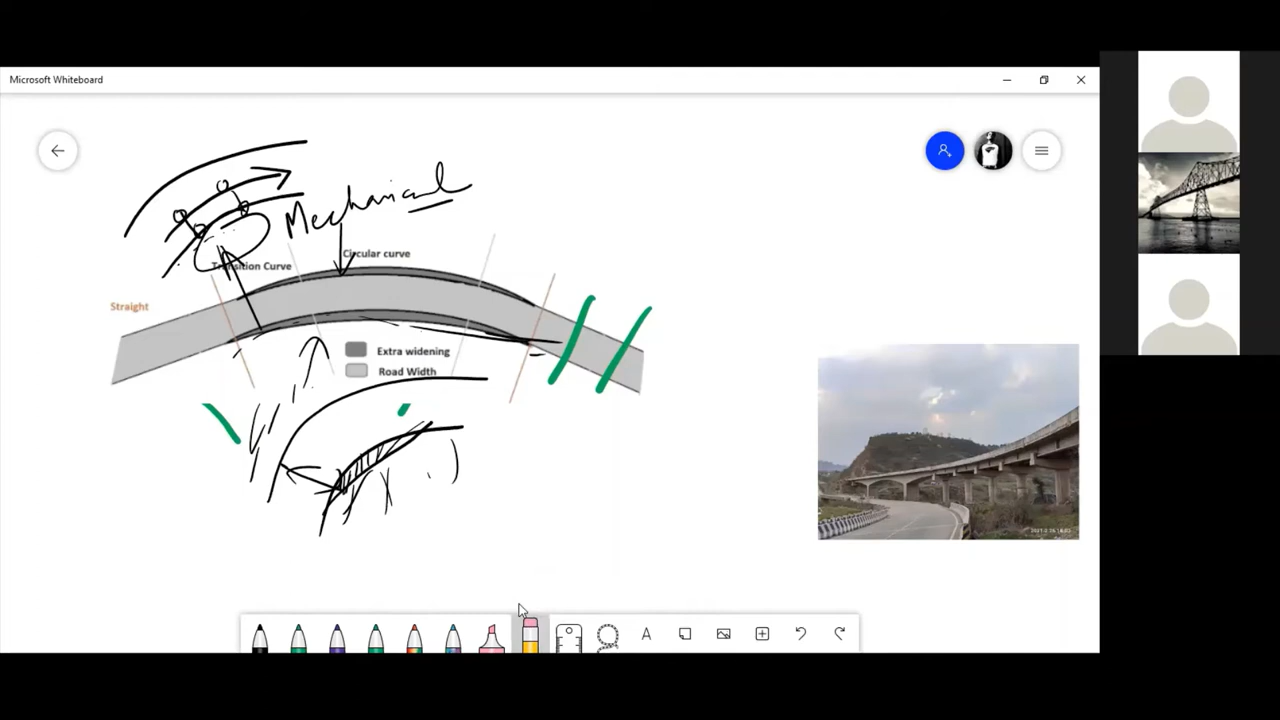 Microsoft Whiteboard
Mechanical
Circular curve
Transition Curve
Straight
Extra widening
Road Width
A